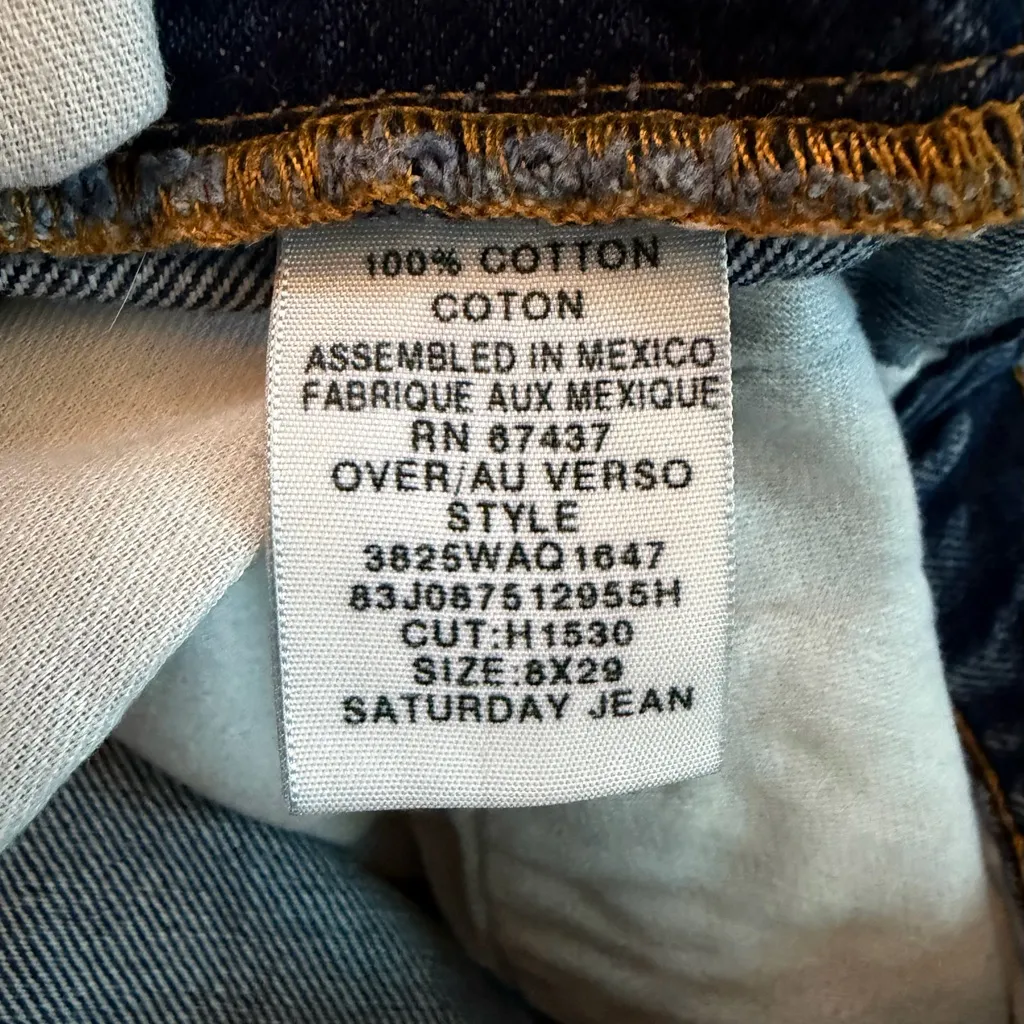 100% COTTON
COTON
ASSEMBLED IN MEXICO
FABRIQUE AUX MEXIQUE
RN 67437
OVER/AU VERSO
STYLE
3825WAQ1647
83J087512955H
CUT:H1530
SIZE:8X29
SATURDAY JEAN